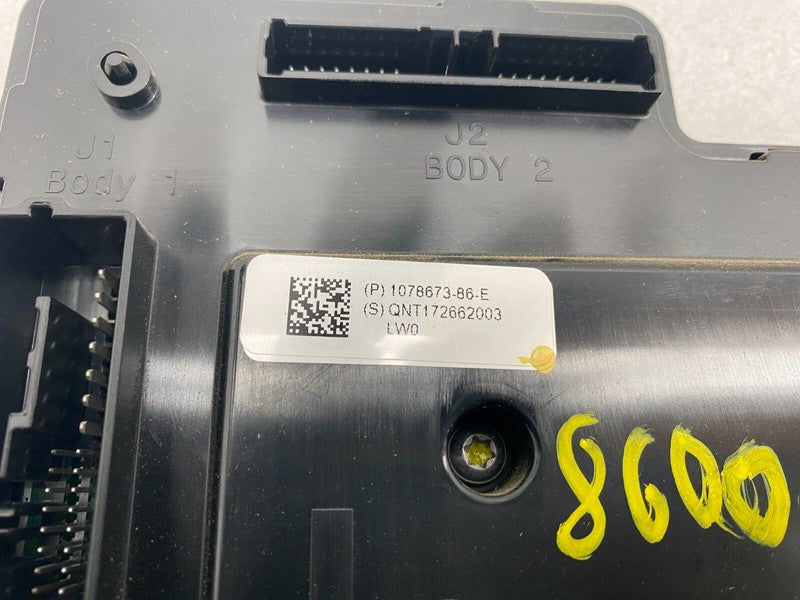 J1
Body 1
J2
BODY 2
(P) 1078673-86-E
(S) QNT172662003
LW0
8600